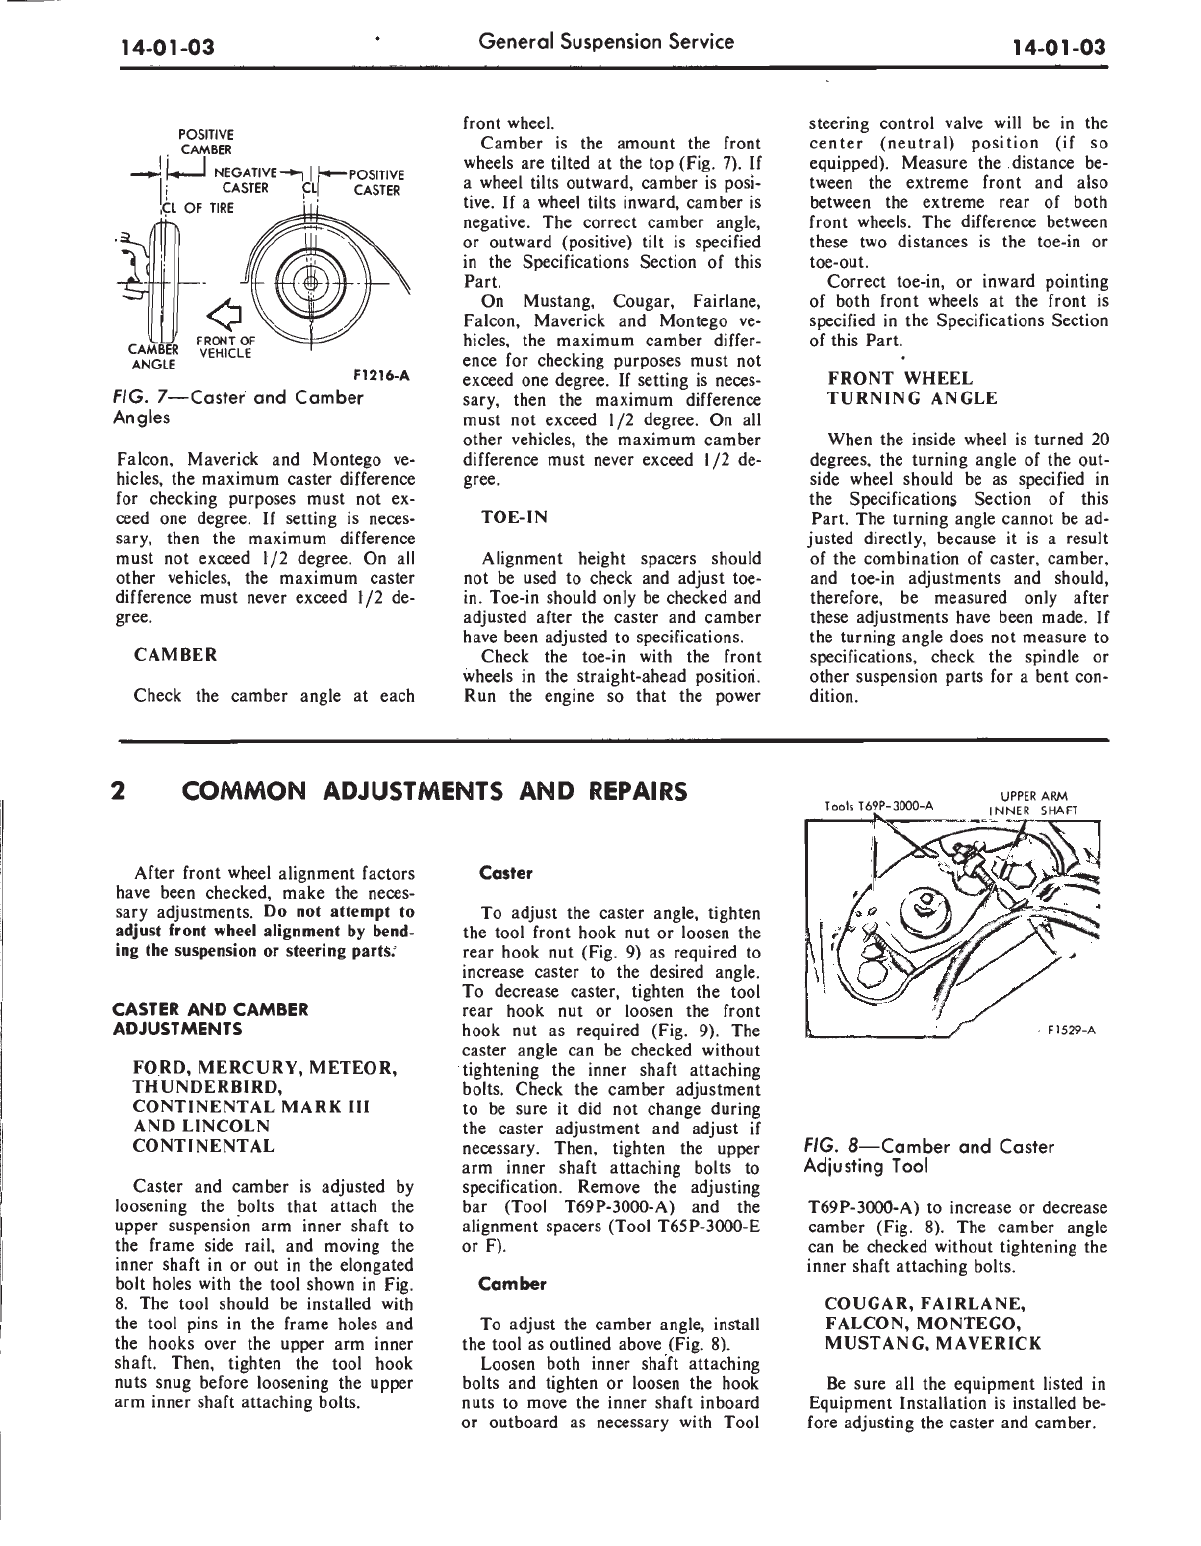 14-01-03
General Suspension Service
14-01-03
POSITIVE
CAMBER
NEGATIVE
CASTER
CL
POSITIVE
CASTER
CL OF TIRE
CAMBER
ANGLE
FRONT OF
VEHICLE
F1216-A
FIG. 7—Caster and Camber
Angles
Falcon, Maverick and Montego ve-
hicles, the maximum caster difference
for checking purposes must not ex-
ceed one degree. If setting is neces-
sary, then the maximum difference
must not exceed 1/2 degree. On all
other vehicles, the maximum caster
difference must never exceed 1/2 de-
gree.
CAMBER
Check the camber angle at each
front wheel.
Camber is the amount the front
wheels are tilted at the top (Fig. 7). If
a wheel tilts outward, camber is posi-
tive. If a wheel tilts inward, camber is
negative. The correct camber angle,
or outward (positive) tilt is specified
in the Specifications Section of this
Part.
On Mustang, Cougar, Fairlane,
Falcon, Maverick and Montego ve-
hicles, the maximum camber differ-
ence for checking purposes must not
exceed one degree. If setting is neces-
sary, then the maximum difference
must not exceed 1/2 degree. On all
other vehicles, the maximum camber
difference must never exceed 1/2 de-
gree.
TOE-IN
Alignment height spacers should
not be used to check and adjust toe-
in. Toe-in should only be checked and
adjusted after the caster and camber
have been adjusted to specifications.
Check the toe-in with the front
wheels in the straight-ahead position.
Run the engine so that the power
steering control valve will be in the
center (neutral) position (if so
equipped). Measure the distance be-
tween the extreme front and also
between the extreme rear of both
front wheels. The difference between
these two distances is the toe-in or
toe-out.
Correct toe-in, or inward pointing
of both front wheels at the front is
specified in the Specifications Section
of this Part.
FRONT WHEEL
TURNING ANGLE
When the inside wheel is turned 20
degrees, the turning angle of the out-
side wheel should be as specified in
the Specifications Section of this
Part. The turning angle cannot be ad-
justed directly, because it is a result
of the combination of caster, camber,
and toe-in adjustments and should,
therefore, be measured only after
these adjustments have been made. If
the turning angle does not measure to
specifications, check the spindle or
other suspension parts for a bent con-
dition.
2 COMMON ADJUSTMENTS AND REPAIRS
After front wheel alignment factors
have been checked, make the neces-
sary adjustments. Do not attempt to
adjust front wheel alignment by bend-
ing the suspension or steering parts.
CASTER AND CAMBER
ADJUSTMENTS
FORD, MERCURY, METEOR,
THUNDERBIRD,
CONTINENTAL MARK III
AND LINCOLN
CONTINENTAL
Caster and camber is adjusted by
loosening the bolts that attach the
upper suspension arm inner shaft to
the frame side rail, and moving the
inner shaft in or out in the elongated
bolt holes with the tool shown in Fig.
8. The tool should be installed with
the tool pins in the frame holes and
the hooks over the upper arm inner
shaft. Then, tighten the tool hook
nuts snug before loosening the upper
arm inner shaft attaching bolts.
Caster
To adjust the caster angle, tighten
the tool front hook nut or loosen the
rear hook nut (Fig. 9) as required to
increase caster to the desired angle.
To decrease caster, tighten the tool
rear hook nut or loosen the front
hook nut as required (Fig. 9). The
caster angle can be checked without
tightening the inner shaft attaching
bolts. Check the camber adjustment
to be sure it did not change during
the caster adjustment and adjust if
necessary. Then, tighten the upper
arm inner shaft attaching bolts to
specification. Remove the adjusting
bar (Tool T69P-3000-A) and the
alignment spacers (Tool T65P-3000-E
or F).
Camber
To adjust the camber angle, install
the tool as outlined above (Fig. 8).
Loosen both inner shaft attaching
bolts and tighten or loosen the hook
nuts to move the inner shaft inboard
or outboard as necessary with Tool
Tools T69P-3000-A
UPPER ARM
INNER SHAFT
F1529-A
FIG. 8—Camber and Caster
Adjusting Tool
T69P-3000-A) to increase or decrease
camber (Fig. 8). The camber angle
can be checked without tightening the
inner shaft attaching bolts.
COUGAR, FAIRLANE,
FALCON, MONTEGO,
MUSTANG, MAVERICK
Be sure all the equipment listed in
Equipment Installation is installed be-
fore adjusting the caster and camber.